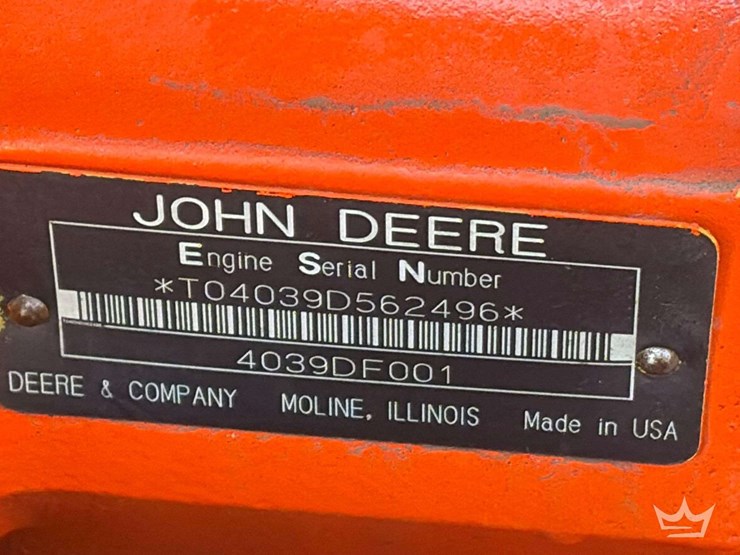 JOHN DEERE
Engine Serial Number
*T04039D562496*
4039DF001
DEERE & COMPANY MOLINE, ILLINOIS Made in USA